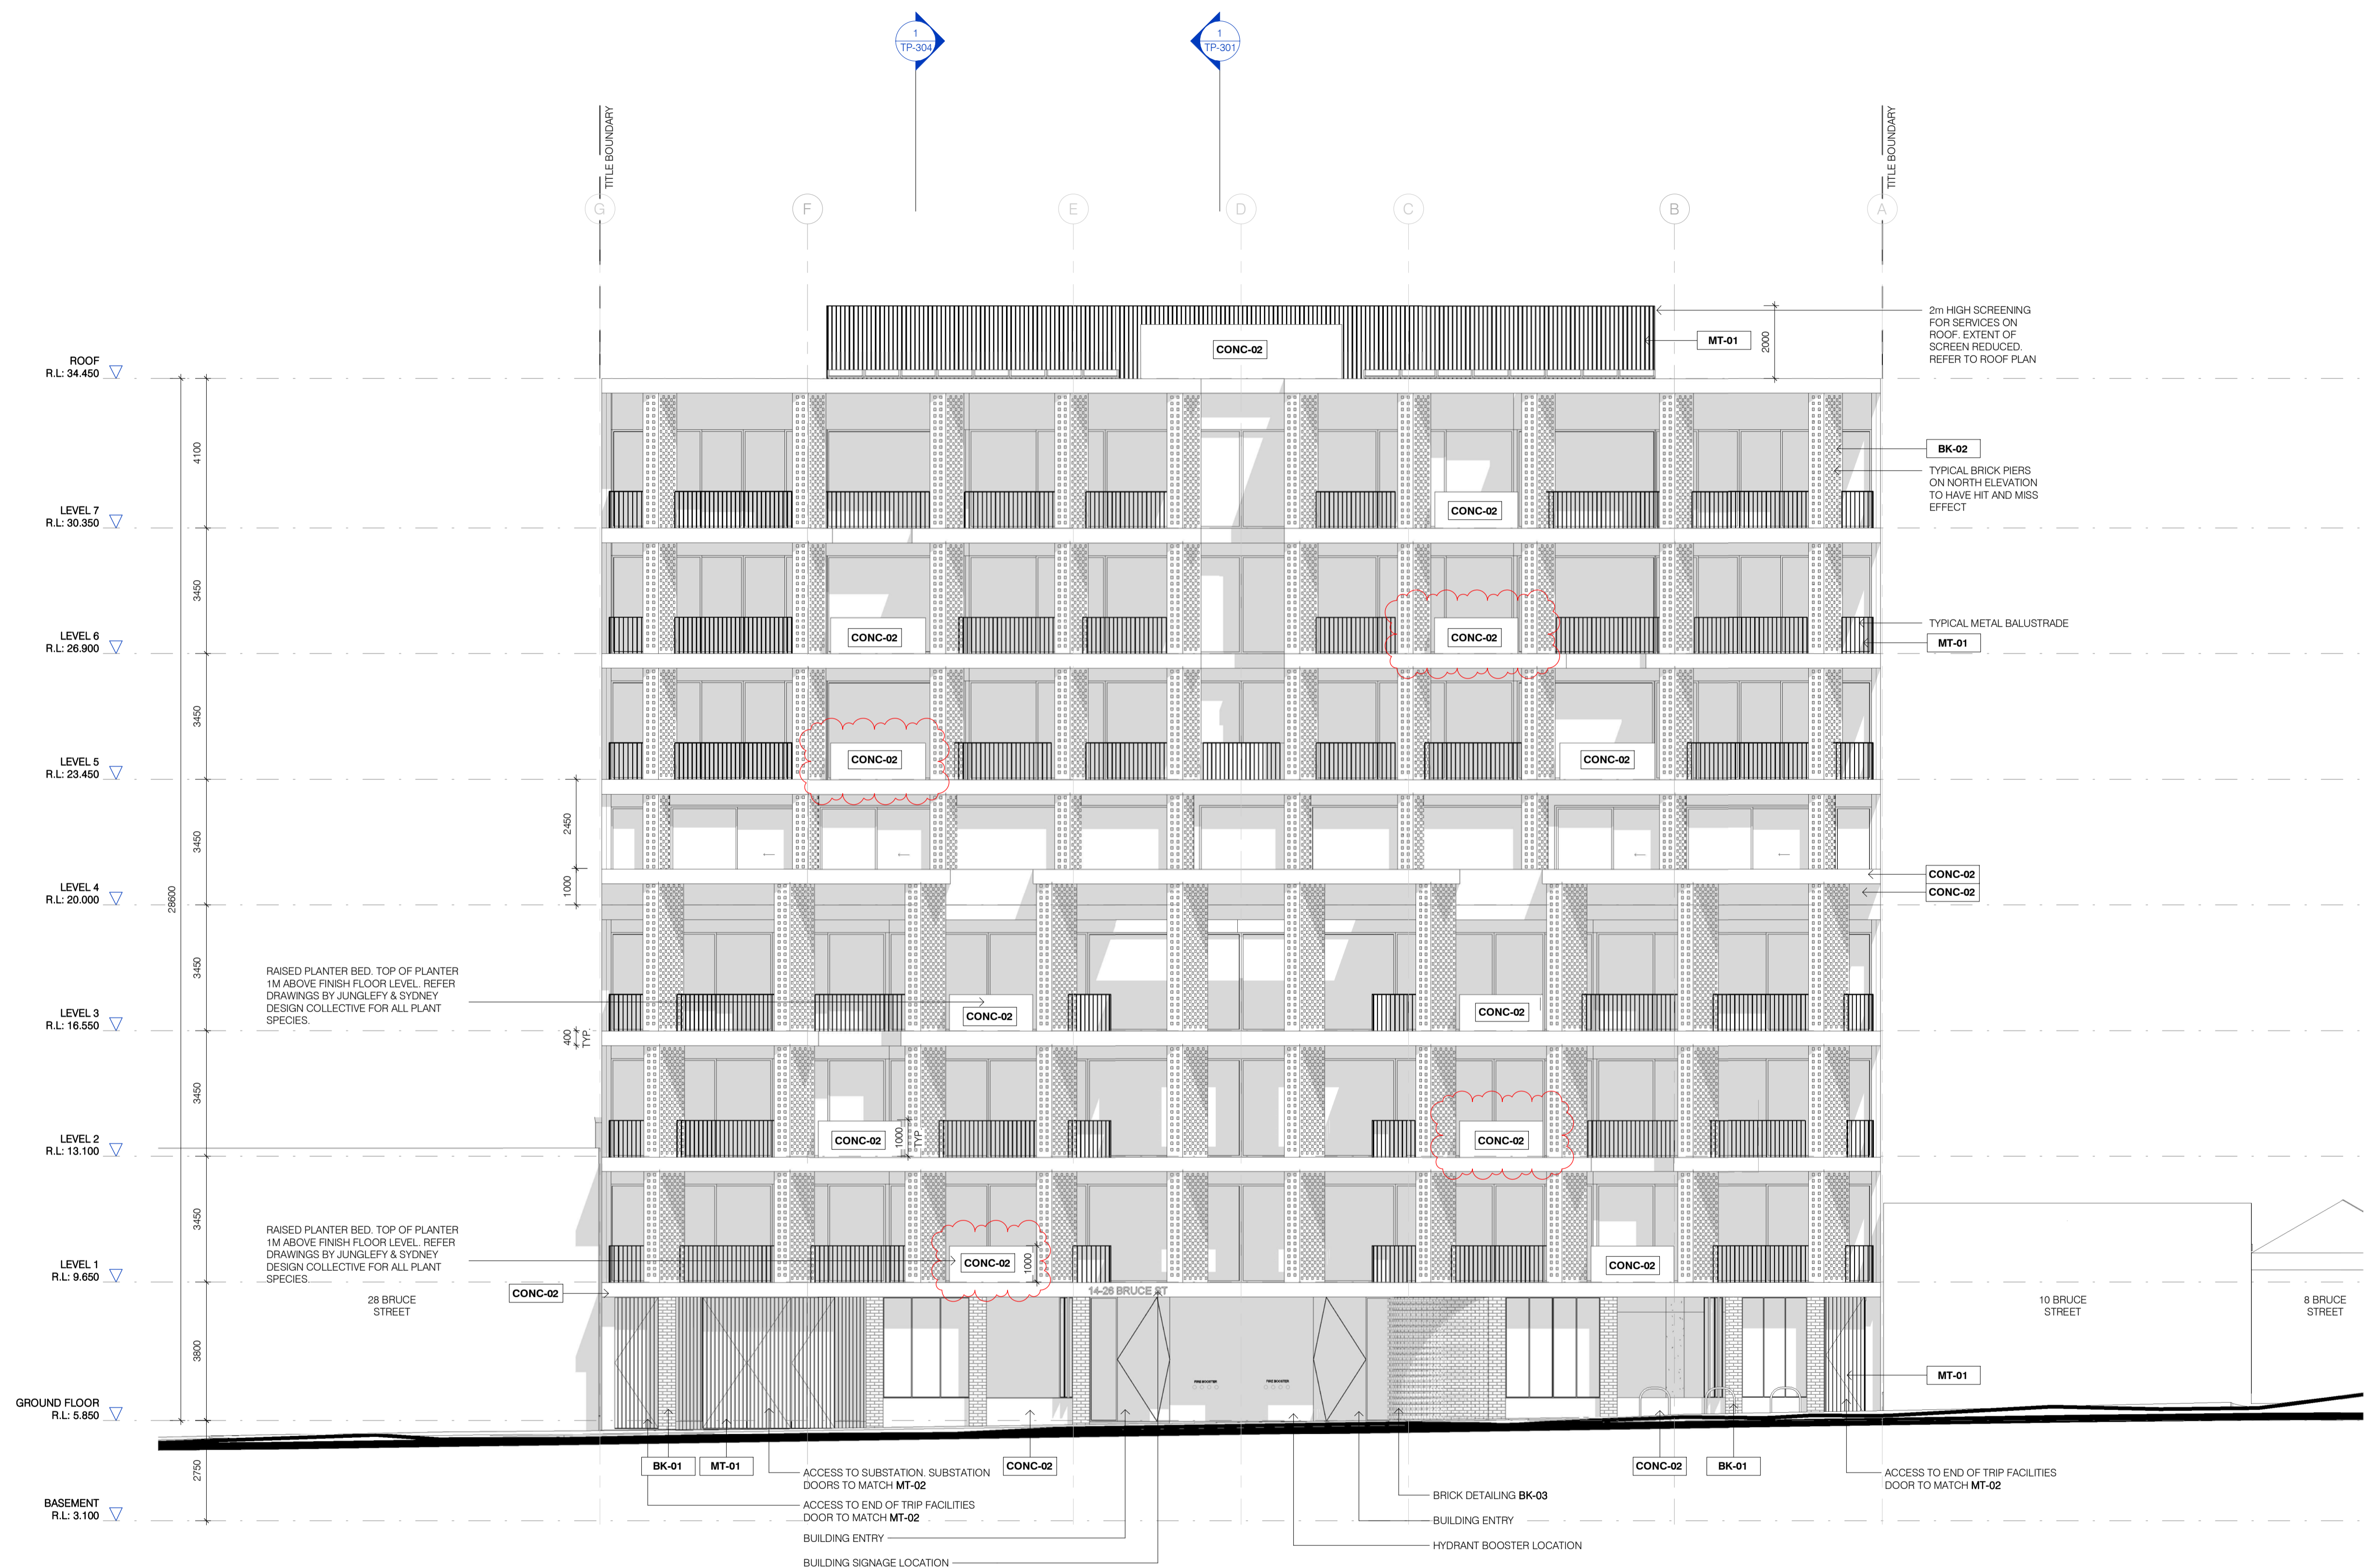 1
TP-304
1
TP-301
TITLE BOUNDARY
TITLE BOUNDARY
G
F
E
D
C
B
A
2m HIGH SCREENING
FOR SERVICES ON
ROOF. EXTENT OF
SCREEN REDUCED.
REFER TO ROOF PLAN
MT-01
2000
CONC-02
ROOF
R.L: 34.450
4100
BK-02
TYPICAL BRICK PIERS
ON NORTH ELEVATION
TO HAVE HIT AND MISS
EFFECT
CONC-02
LEVEL 7
R.L: 30.350
3450
TYPICAL METAL BALUSTRADE
MT-01
CONC-02
CONC-02
LEVEL 6
R.L: 26.900
3450
CONC-02
CONC-02
LEVEL 5
R.L: 23.450
2450
3450
1000
CONC-02
CONC-02
LEVEL 4
R.L: 20.000
28600
3450
RAISED PLANTER BED. TOP OF PLANTER
1M ABOVE FINISH FLOOR LEVEL. REFER
DRAWINGS BY JUNGLEFY & SYDNEY
DESIGN COLLECTIVE FOR ALL PLANT
SPECIES.
CONC-02
CONC-02
LEVEL 3
R.L: 16.550
400
TYP.
3450
CONC-02
1000
TYP.
CONC-02
LEVEL 2
R.L: 13.100
3450
RAISED PLANTER BED. TOP OF PLANTER
1M ABOVE FINISH FLOOR LEVEL. REFER
DRAWINGS BY JUNGLEFY & SYDNEY
DESIGN COLLECTIVE FOR ALL PLANT
SPECIES.
CONC-02
1000
CONC-02
LEVEL 1
R.L: 9.650
CONC-02
14-26 BRUCE ST
28 BRUCE
STREET
10 BRUCE
STREET
8 BRUCE
STREET
3800
FIRE BOOSTER
FIRE BOOSTER
MT-01
GROUND FLOOR
R.L: 5.850
2750
BK-01
MT-01
CONC-02
CONC-02
BK-01
ACCESS TO SUBSTATION. SUBSTATION
DOORS TO MATCH MT-02
ACCESS TO END OF TRIP FACILITIES
DOOR TO MATCH MT-02
BUILDING ENTRY
BUILDING SIGNAGE LOCATION
BRICK DETAILING BK-03
BUILDING ENTRY
HYDRANT BOOSTER LOCATION
ACCESS TO END OF TRIP FACILITIES
DOOR TO MATCH MT-02
BASEMENT
R.L: 3.100